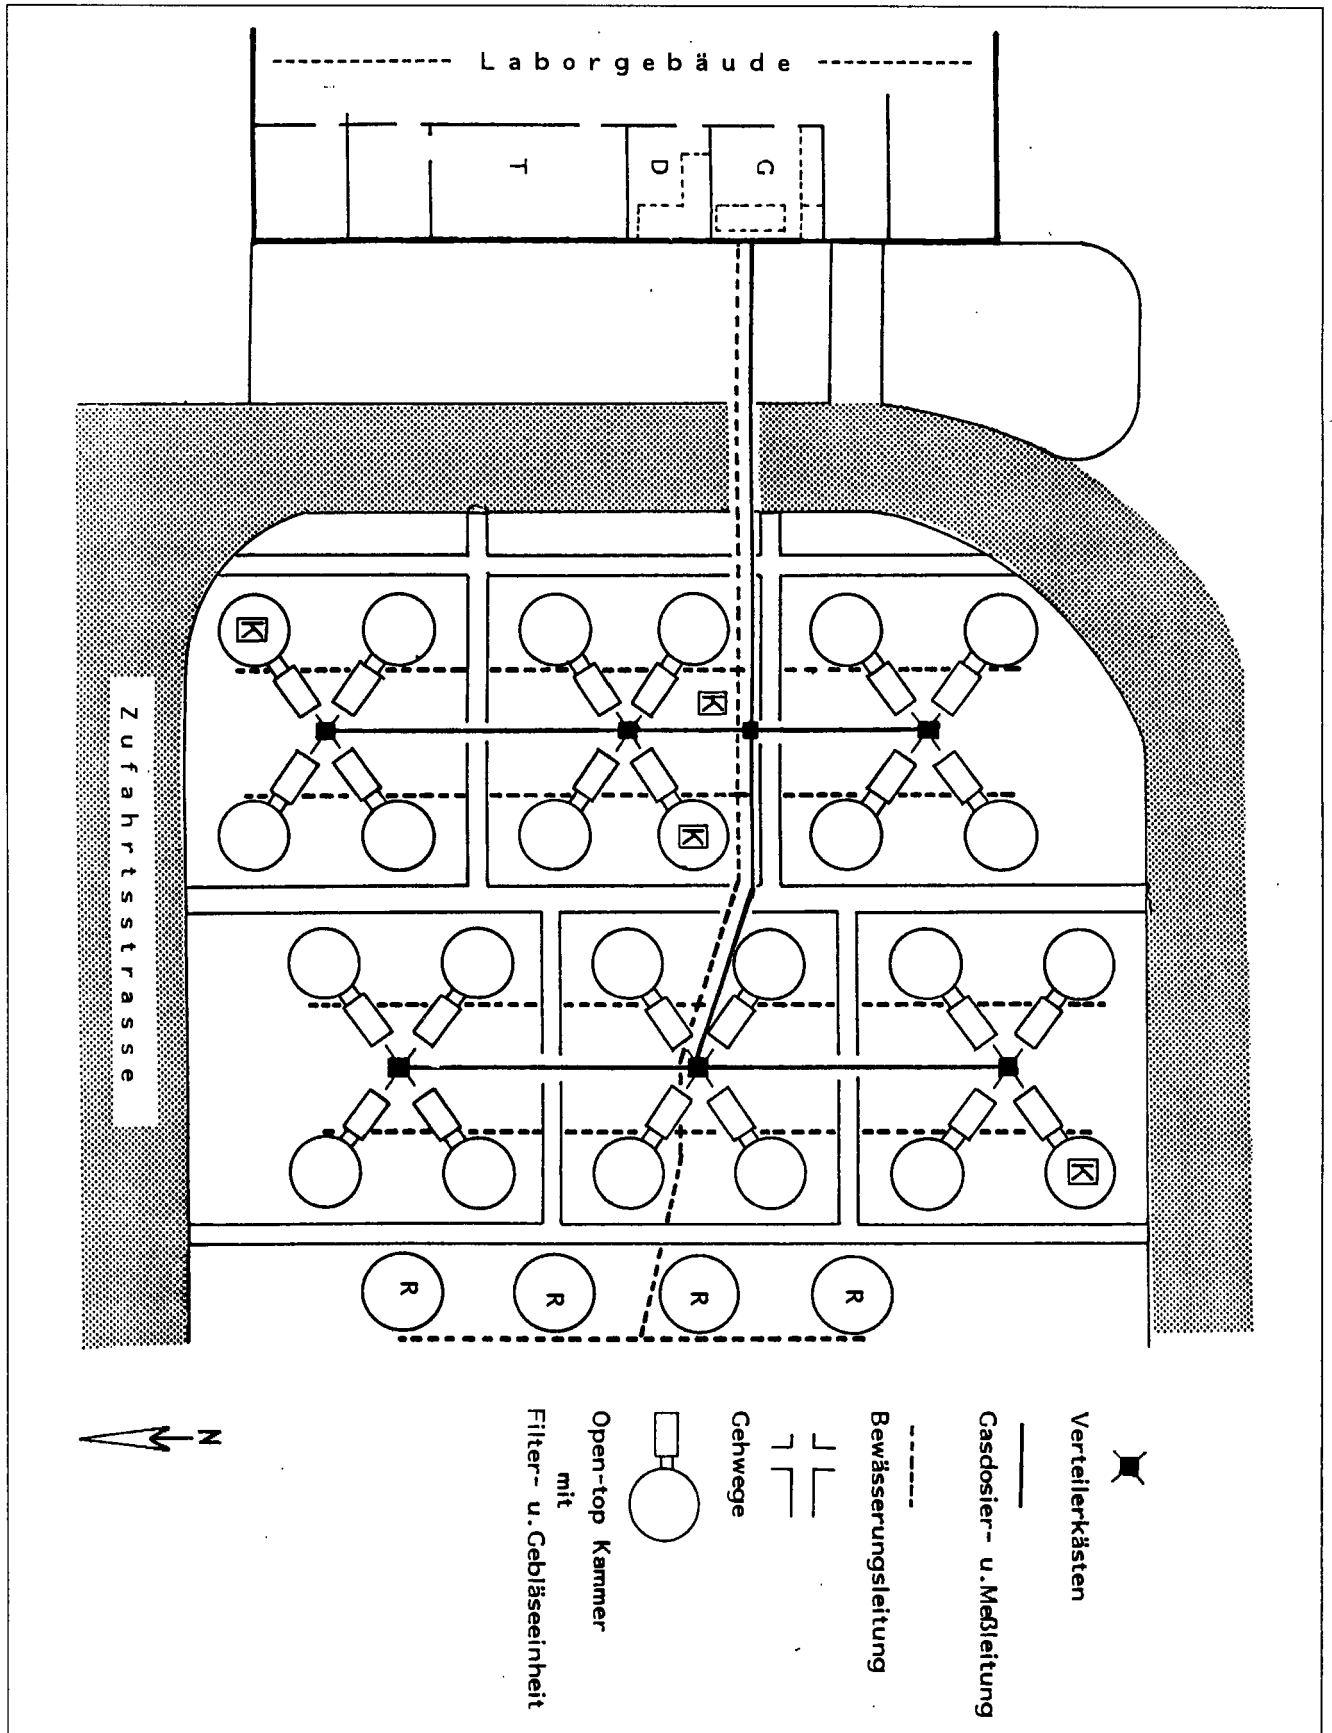 Laborgebäude
T
D
G
Zufahrtsstrasse
K
K
K
K
R
R
R
R
N
Verteilerkästen
Gasdosier- u.Meßleitung
Bewässerungsleitung
Gehwege
Open-top Kammer
mit
Filter- u.Gebläseeinheit